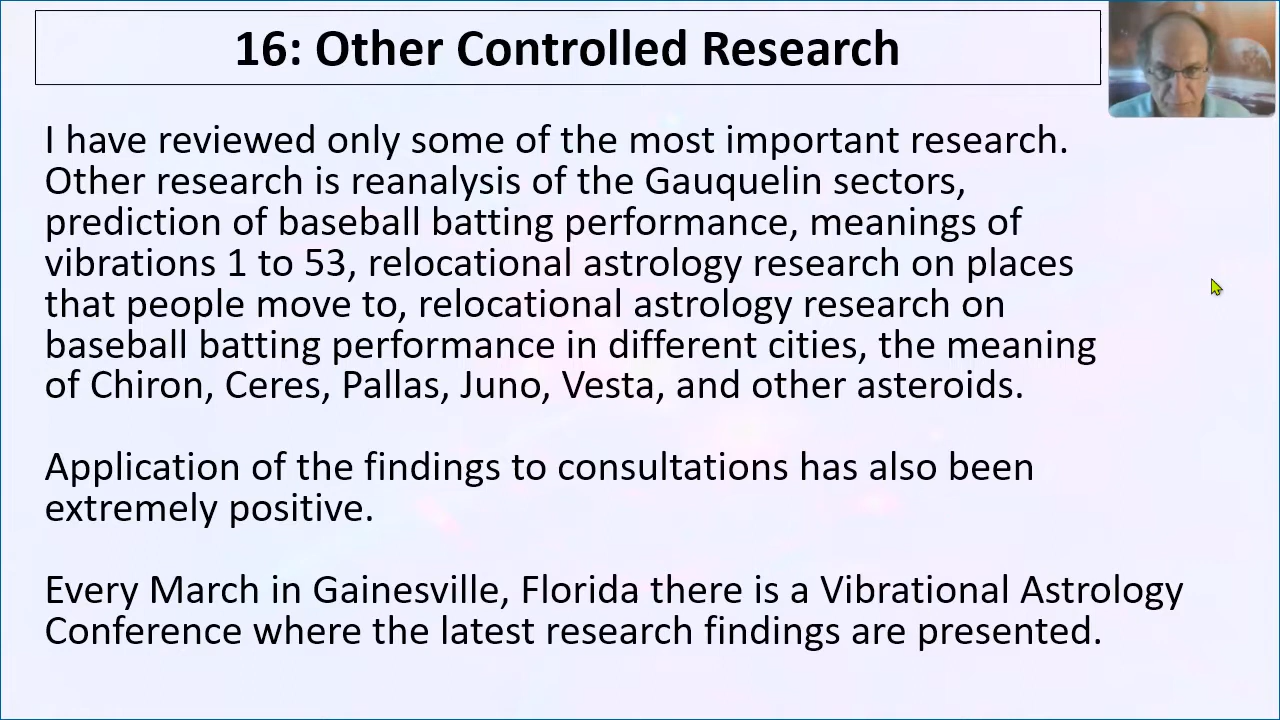 16: Other Controlled Research
I have reviewed only some of the most important research.
Other research is reanalysis of the Gauquelin sectors,
prediction of baseball batting performance, meanings of
vibrations 1 to 53, relocational astrology research on places
that people move to, relocational astrology research on
baseball batting performance in different cities, the meaning
of Chiron, Ceres, Pallas, Juno, Vesta, and other asteroids.
Application of the findings to consultations has also been
extremely positive.
Every March in Gainesville, Florida there is a Vibrational Astrology
Conference where the latest research findings are presented.